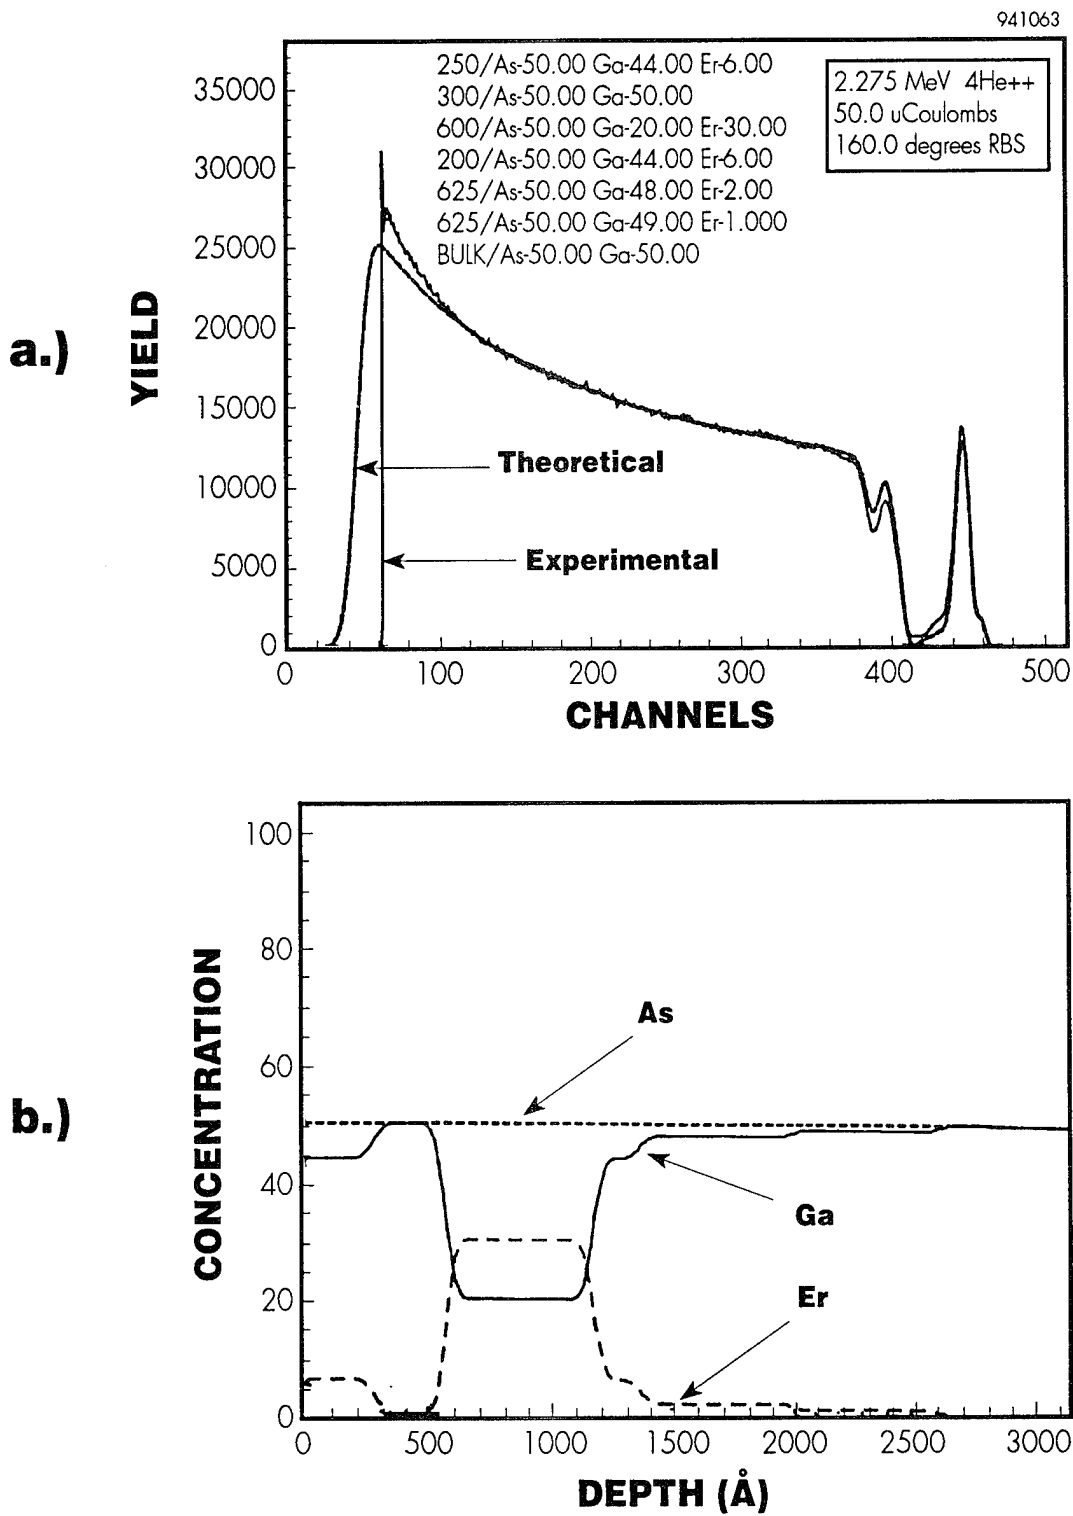 941063
a.)
YIELD
35000
30000
25000
20000
15000
10000
5000
0
250/As-50.00 Ga-44.00 Er-6.00
300/As-50.00 Ga-50.00
600/As-50.00 Ga-20.00 Er-30.00
200/As-50.00 Ga-44.00 Er-6.00
625/As-50.00 Ga-48.00 Er-2.00
625/As-50.00 Ga-49.00 Er-1.000
BULK/As-50.00 Ga-50.00
2.275 MeV 4He++
50.0 uCoulombs
160.0 degrees RBS
Theoretical
Experimental
0 100 200 300 400 500
CHANNELS
b.)
CONCENTRATION
100
80
60
40
20
0
As
Ga
Er
0 500 1000 1500 2000 2500 3000
DEPTH (Å)